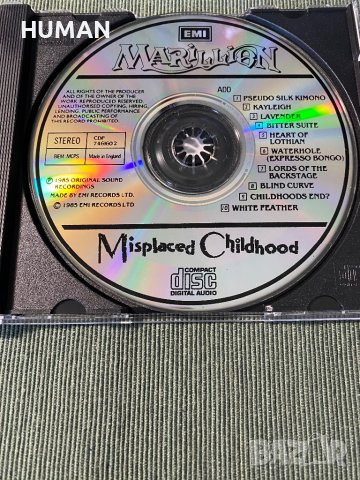 HUMAN
EMI
MARILLION
ALL RIGHTS OF THE PRODUCER
AND OF THE OWNER OF THE
WORK REPRODUCED RESERVED.
UNAUTHORISED COPYING, HIRING,
LENDING, PUBLIC PERFORMANCE
AND BROADCASTING OF
THIS RECORD PROHIBITED.
ADD
STEREO
CDP
7461602
BIEM/MCPS
Made in England
℗ 1985 ORIGINAL SOUND
RECORDINGS
MADE BY EMI RECORDS LTD.
© 1985 EMI RECORDS LTD.
1 PSEUDO SILK KIMONO
2 KAYLEIGH
3 LAVENDER
4 BITTER SUITE
5 HEART OF
LOTHIAN
6 WATERHOLE
(EXPRESSO BONGO)
7 LORDS OF THE
BACKSTAGE
8 BLIND CURVE
9 CHILDHOODS END?
10 WHITE FEATHER
Misplaced Childhood
COMPACT
disc
DIGITAL AUDIO
BAZAR